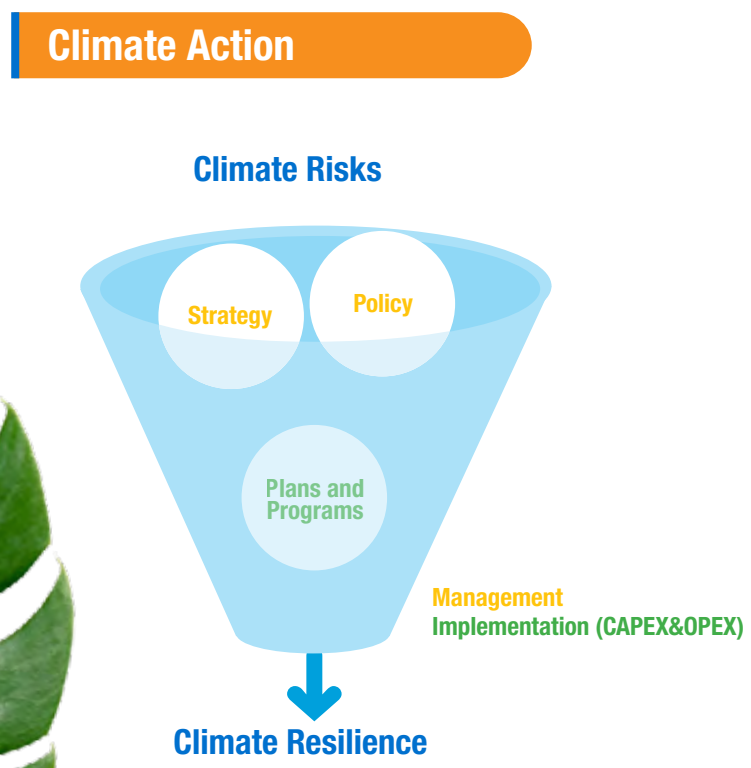 Climate Action
Climate Risks
Strategy
Policy
Plans and
Programs
Management
Implementation (CAPEX&OPEX)
Climate Resilience